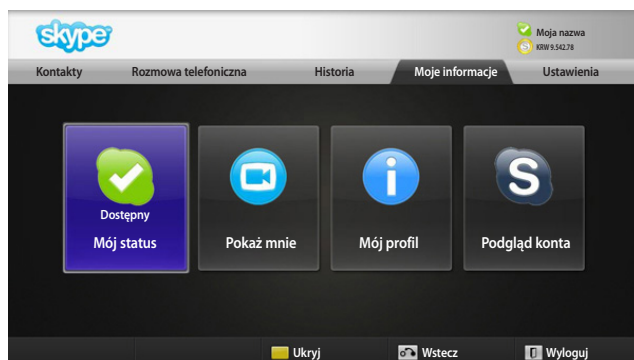 skype
Moja nazwa
KRW 9.542.78
Kontakty Rozmowa telefoniczna Historia Moje informacje Ustawienia
Dostępny
Mój status Pokaż mnie Mój profil Podgląd konta
Ukryj Wstecz Wyloguj